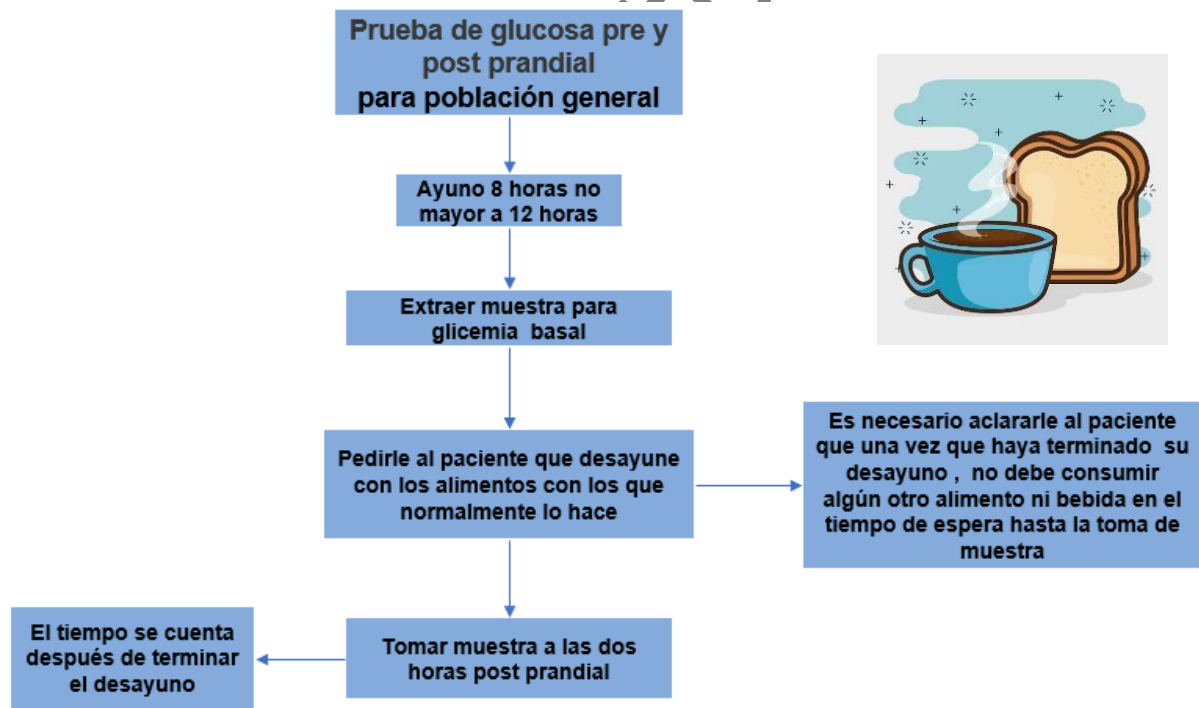 Prueba de glucosa pre y
post prandial
para población general
Ayuno 8 horas no
mayor a 12 horas
Extraer muestra para
glicemia basal
Pedirle al paciente que desayune
con los alimentos con los que
normalmente lo hace
Es necesario aclararle al paciente
que una vez que haya terminado su
desayuno , no debe consumir
algún otro alimento ni bebida en el
tiempo de espera hasta la toma de
muestra
Tomar muestra a las dos
horas post prandial
El tiempo se cuenta
después de terminar
el desayuno